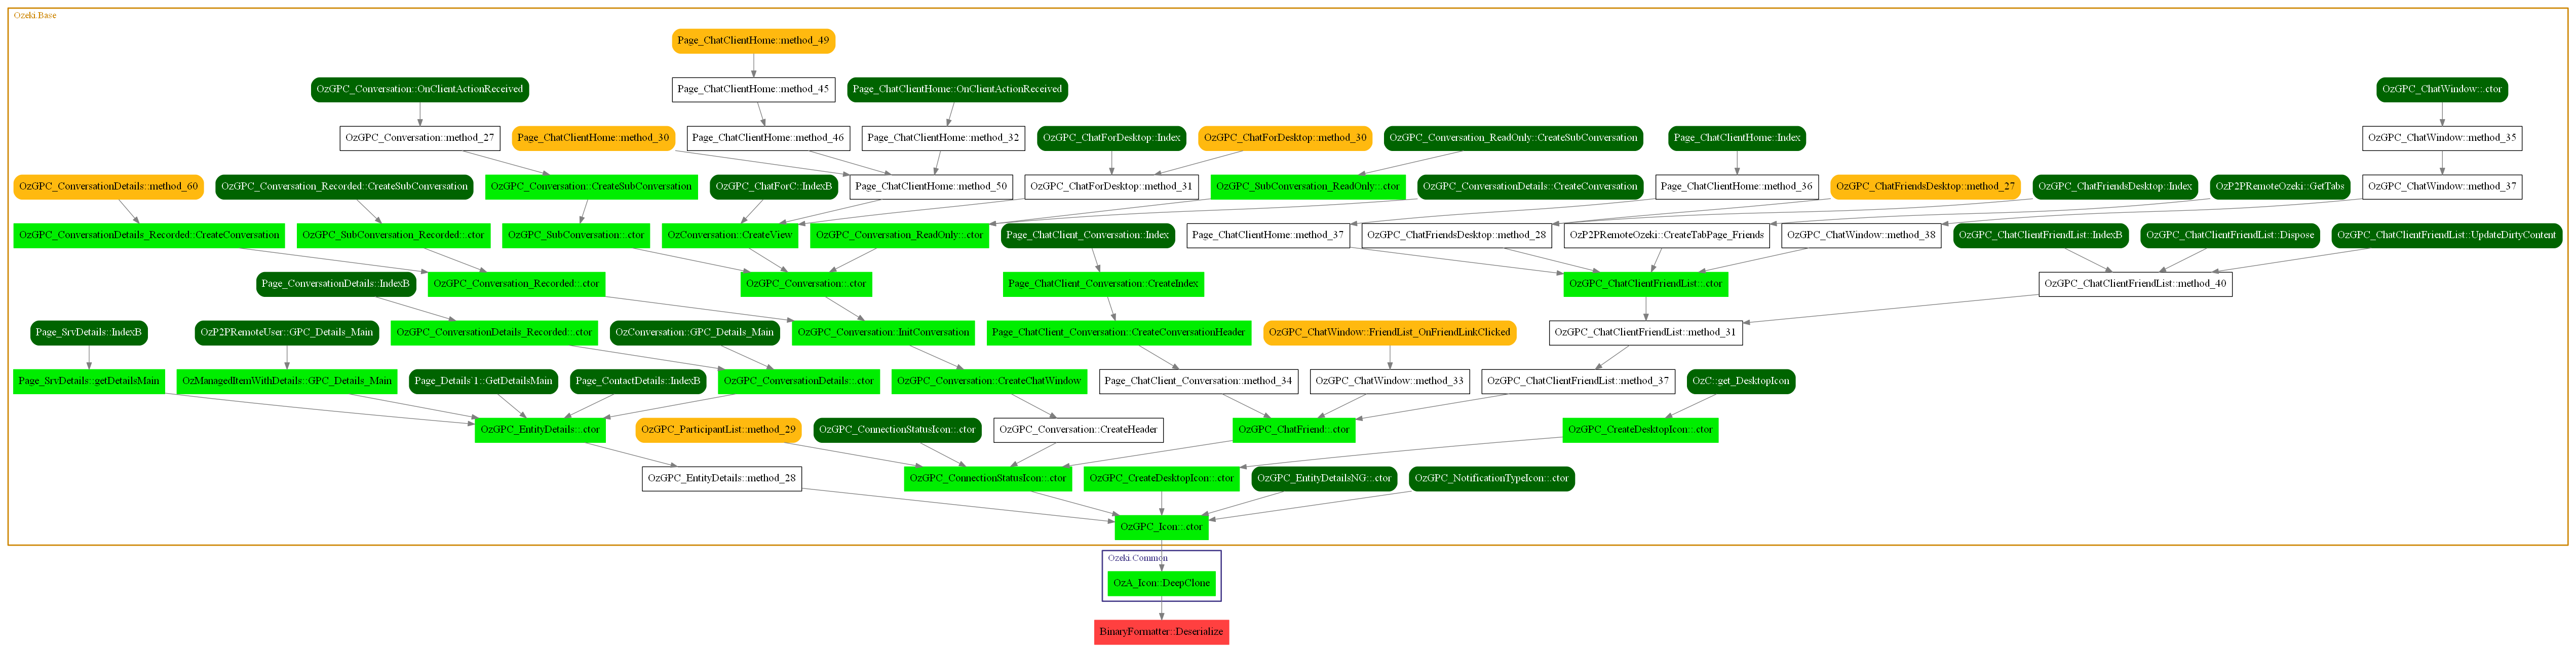 Ozeki.Base
Page_ChatClientHome::method_49
OzGPC_Conversation::OnClientActionReceived
Page_ChatClientHome::method_45
Page_ChatClientHome::OnClientActionReceived
OzGPC_ChatWindow::.ctor
OzGPC_Conversation::method_27
Page_ChatClientHome::method_30
Page_ChatClientHome::method_46
Page_ChatClientHome::method_32
OzGPC_ChatForDesktop::Index
OzGPC_ChatForDesktop::method_30
OzGPC_Conversation_ReadOnly::CreateSubConversation
Page_ChatClientHome::Index
OzGPC_ChatWindow::method_35
OzGPC_ConversationDetails::method_60
OzGPC_Conversation_Recorded::CreateSubConversation
OzGPC_Conversation::CreateSubConversation
OzGPC_ChatForC::IndexB
Page_ChatClientHome::method_50
OzGPC_ChatForDesktop::method_31
OzGPC_SubConversation_ReadOnly::.ctor
OzGPC_ConversationDetails::CreateConversation
Page_ChatClientHome::method_36
OzGPC_ChatFriendsDesktop::method_27
OzGPC_ChatFriendsDesktop::Index
OzP2PRemoteOzeki::GetTabs
OzGPC_ChatWindow::method_37
OzGPC_ConversationDetails_Recorded::CreateConversation
OzGPC_SubConversation_Recorded::.ctor
OzGPC_SubConversation::.ctor
OzConversation::CreateView
OzGPC_Conversation_ReadOnly::.ctor
Page_ChatClient_Conversation::Index
Page_ChatClientHome::method_37
OzGPC_ChatFriendsDesktop::method_28
OzP2PRemoteOzeki::CreateTabPage_Friends
OzGPC_ChatWindow::method_38
OzGPC_ChatClientFriendList::IndexB
OzGPC_ChatClientFriendList::Dispose
OzGPC_ChatClientFriendList::UpdateDirtyContent
Page_ConversationDetails::IndexB
OzGPC_Conversation_Recorded::.ctor
OzGPC_Conversation::.ctor
Page_ChatClient_Conversation::CreateIndex
OzGPC_ChatClientFriendList::.ctor
OzGPC_ChatClientFriendList::method_40
Page_SrvDetails::IndexB
OzP2PRemoteUser::GPC_Details_Main
OzGPC_ConversationDetails_Recorded::.ctor
OzConversation::GPC_Details_Main
OzGPC_Conversation::InitConversation
Page_ChatClient_Conversation::CreateConversationHeader
OzGPC_ChatWindow::FriendList_OnFriendLinkClicked
OzGPC_ChatClientFriendList::method_31
Page_SrvDetails::getDetailsMain
OzManagedItemWithDetails::GPC_Details_Main
Page_Details`1::GetDetailsMain
Page_ContactDetails::IndexB
OzGPC_ConversationDetails::.ctor
OzGPC_Conversation::CreateChatWindow
Page_ChatClient_Conversation::method_34
OzGPC_ChatWindow::method_33
OzGPC_ChatClientFriendList::method_37
OzC::get_DesktopIcon
OzGPC_EntityDetails::.ctor
OzGPC_ParticipantList::method_29
OzGPC_ConnectionStatusIcon::.ctor
OzGPC_Conversation::CreateHeader
OzGPC_ChatFriend::.ctor
OzGPC_CreateDesktopIcon::.ctor
OzGPC_EntityDetails::method_28
OzGPC_ConnectionStatusIcon::.ctor
OzGPC_CreateDesktopIcon::.ctor
OzGPC_EntityDetailsNG::.ctor
OzGPC_NotificationTypeIcon::.ctor
OzGPC_Icon::.ctor
Ozeki.Common
OzA_Icon::DeepClone
BinaryFormatter::Deserialize